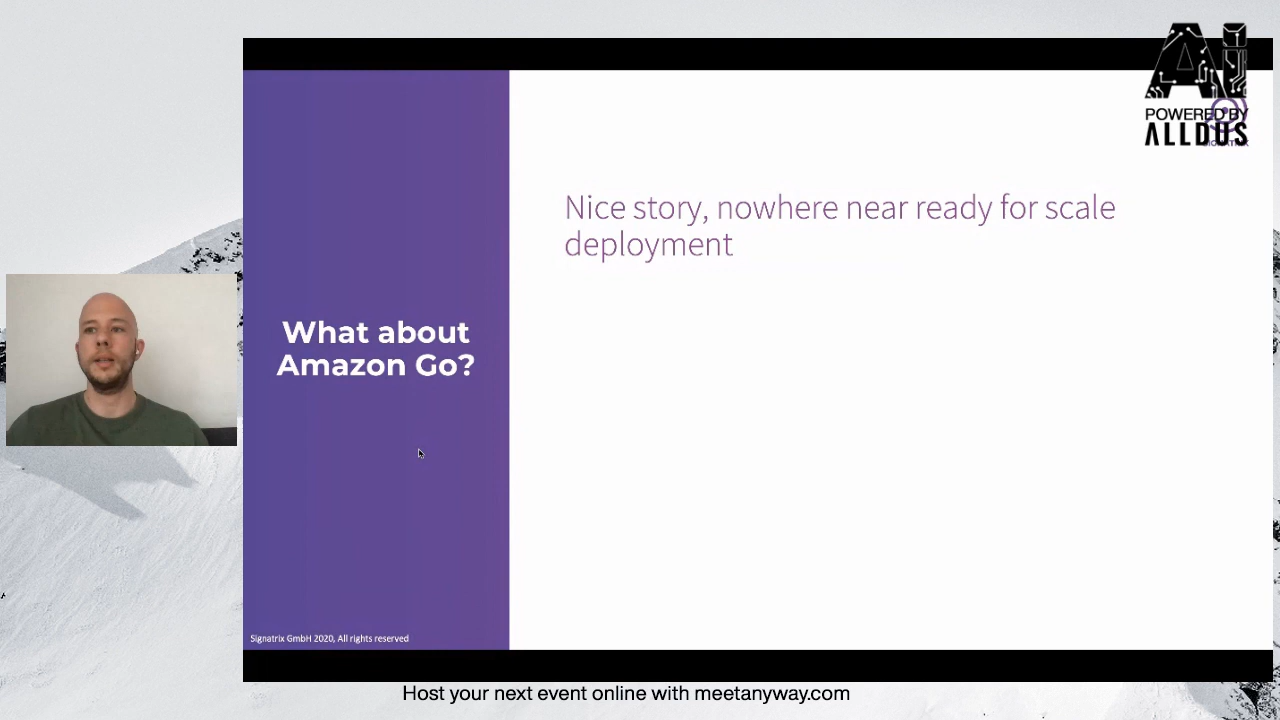 Ai
POWERED BY
ALLDUS
Nice story, nowhere near ready for scale
deployment
What about
Amazon Go?
Signatrix GmbH 2020, All rights reserved
Host your next event online with meetanyway.com